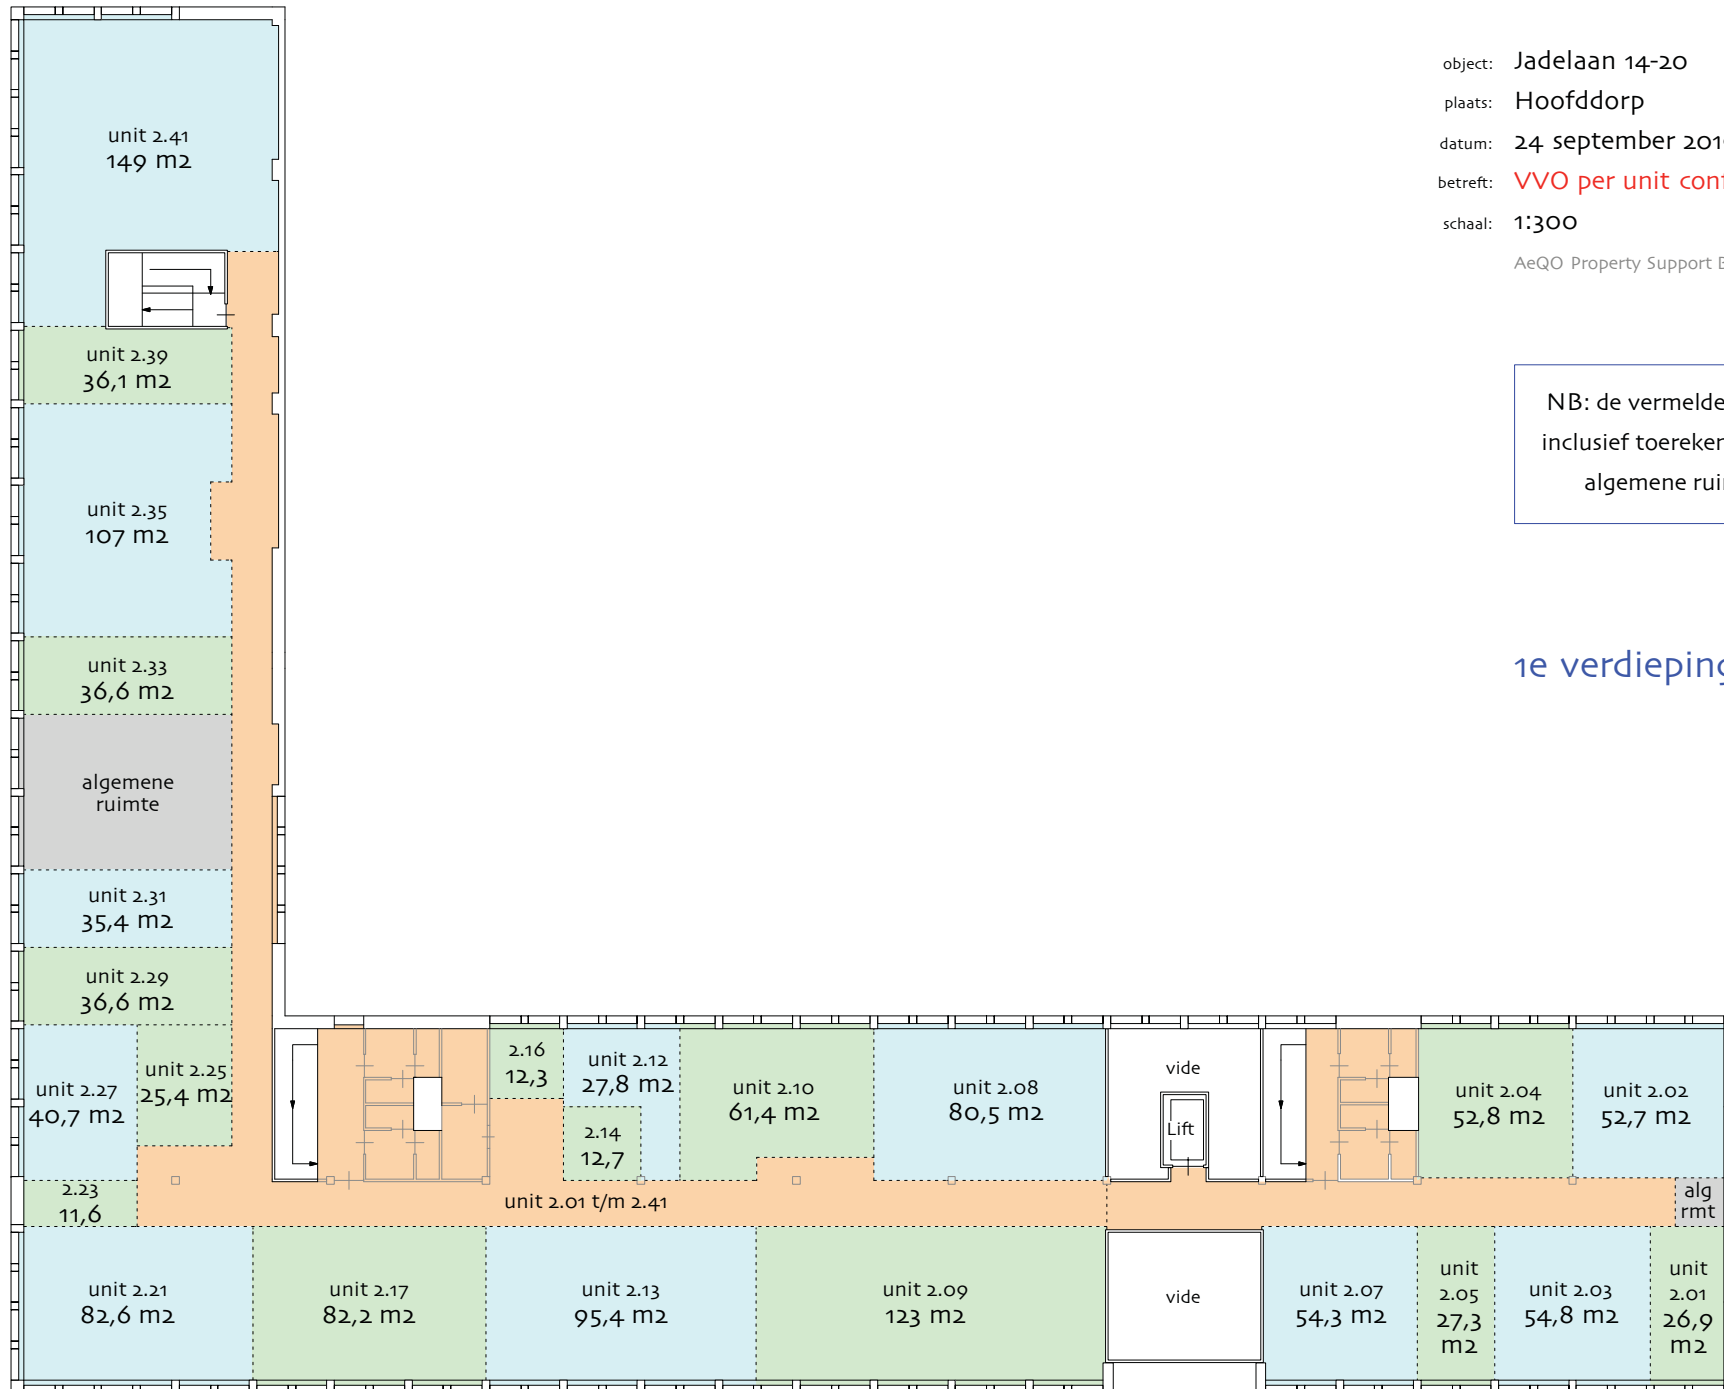 object: Jadelaan 14-20
plaats: Hoofddorp
datum: 24 september
betreft: VVO per unit
schaal: 1:300
AeQO Property Support
NB: de vermelde
inclusief
algemene
1e verdieping
unit 2.41
149 m2
unit 2.39
36,1 m2
unit 2.35
107 m2
unit 2.33
36,6 m2
algemene
ruimte
unit 2.31
35,4 m2
unit 2.29
36,6 m2
unit 2.27
40,7 m2
unit 2.25
25,4 m2
2.23
11,6
unit 2.21
82,6 m2
unit 2.17
82,2 m2
unit 2.13
95,4 m2
unit 2.09
123 m2
unit 2.01 t/m 2.41
2.16
12,3
unit 2.12
27,8 m2
2.14
12,7
unit 2.10
61,4 m2
unit 2.08
80,5 m2
vide
Lift
vide
unit 2.04
52,8 m2
unit 2.02
52,7 m2
alg
rmt
unit 2.07
54,3 m2
unit
2.05
27,3
m2
unit 2.03
54,8 m2
unit
2.01
26,9
m2